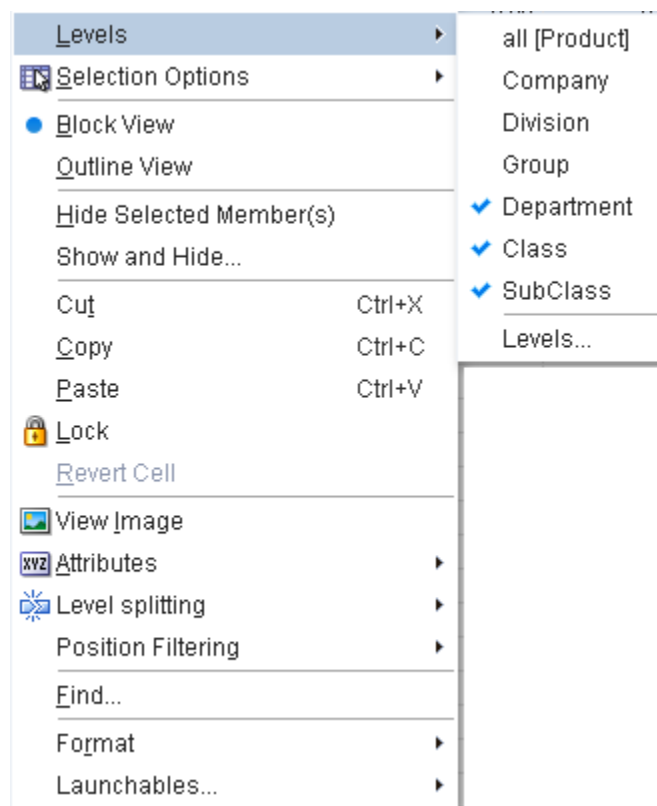 Levels
Selection Options
Block View
Outline View
Hide Selected Member(s)
Show and Hide...
Cut Ctrl+X
Copy Ctrl+C
Paste Ctrl+V
Lock
Revert Cell
View Image
XYZ Attributes
Level splitting
Position Filtering
Find...
Format
Launchables...
all [Product]
Company
Division
Group
Department
Class
SubClass
Levels...